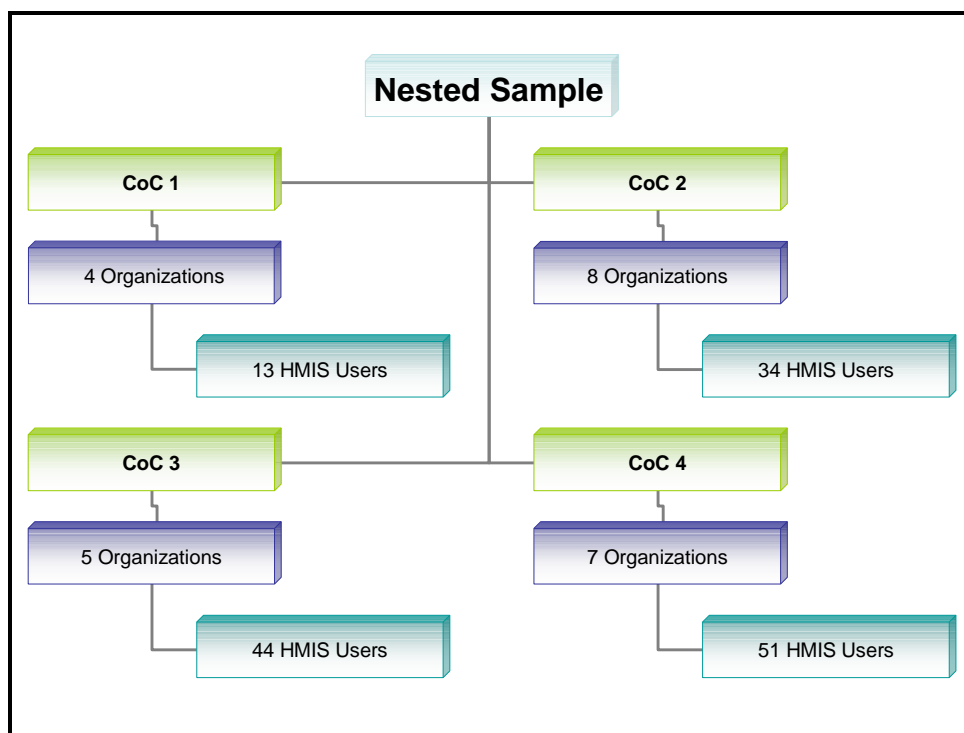 Nested Sample
CoC 1
CoC 2
4 Organizations
8 Organizations
13 HMIS Users
34 HMIS Users
CoC 3
CoC 4
5 Organizations
7 Organizations
44 HMIS Users
51 HMIS Users